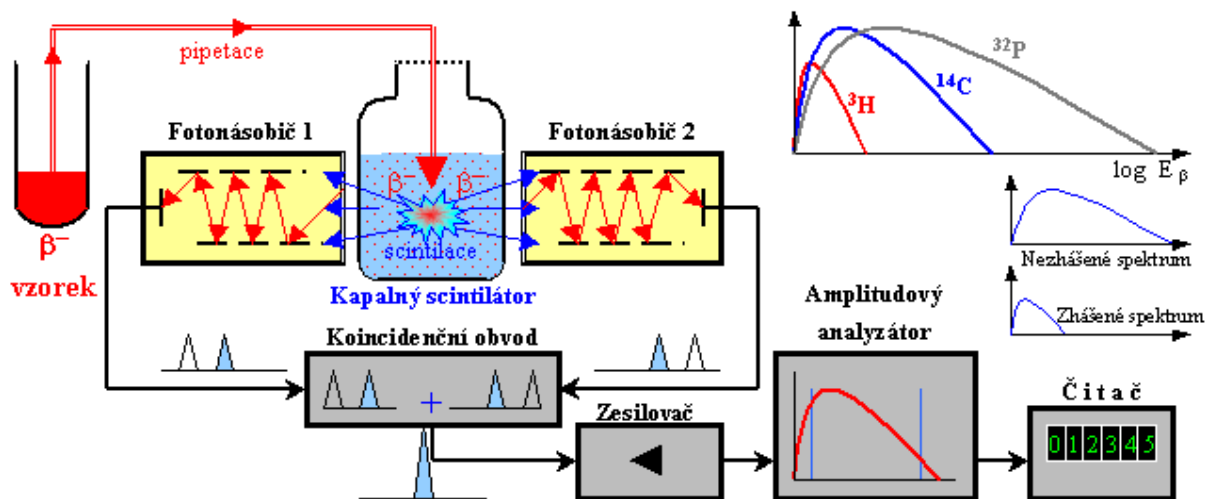 pipetace
Fotonásobič 1
Fotonásobič 2
β⁻
β⁻
scintilace
β⁻
vzorek
Kapalný scintilátor
Koincidenční obvod
+
Zesilovač
Amplitudový
analyzátor
Čitač
012345
³H
¹⁴C
³²P
log Eβ
Nezhášené spektrum
Zhášené spektrum